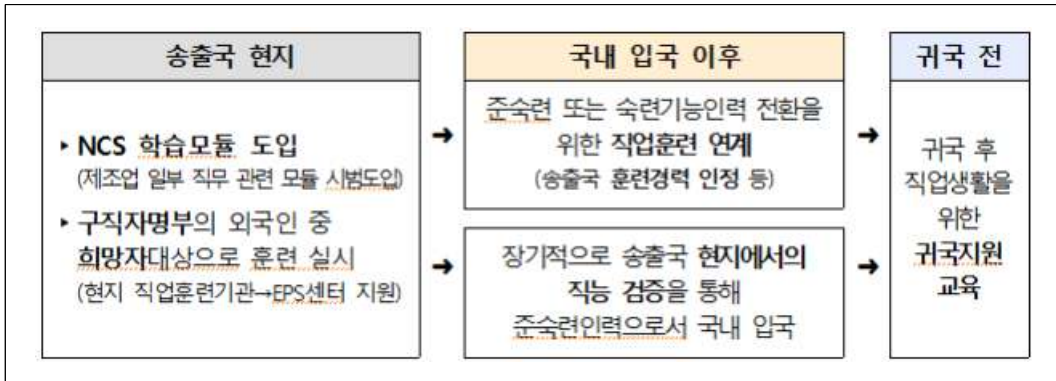 송출국 현지
▸ NCS 학습모듈 도입
(제조업 일부 직무 관련 모듈 시범도입)
▸ 구직자명부의 외국인 중
희망자대상으로 훈련 실시
(현지 직업훈련기관→EPS센터 지원)
➔
➔
국내 입국 이후
준숙련 또는 숙련기능인력 전환을
위한 직업훈련 연계
(송출국 훈련경력 인정 등)
장기적으로 송출국 현지에서의
직능 검증을 통해
준숙련인력으로서 국내 입국
➔
➔
귀국 전
귀국 후
직업생활을
위한
귀국지원
교육